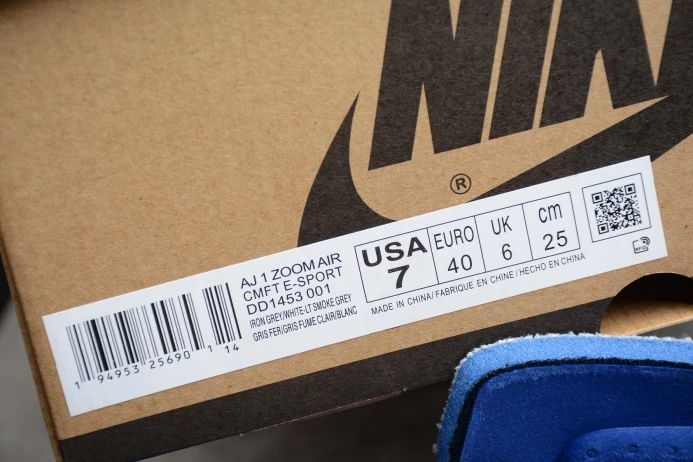 NIK
®
AJ 1 ZOOM AIR
CMFT E-SPORT
DD1453 001
IRON GREY/WHITE-LT SMOKE GREY
GRIS FER/GRIS FUME CLAIR/BLANC
1 94953 25690 1 14
USA
7
EURO
40
UK
6
cm
25
MADE IN CHINA/FABRIQUE EN CHINE/HECHO EN CHINA
RFID